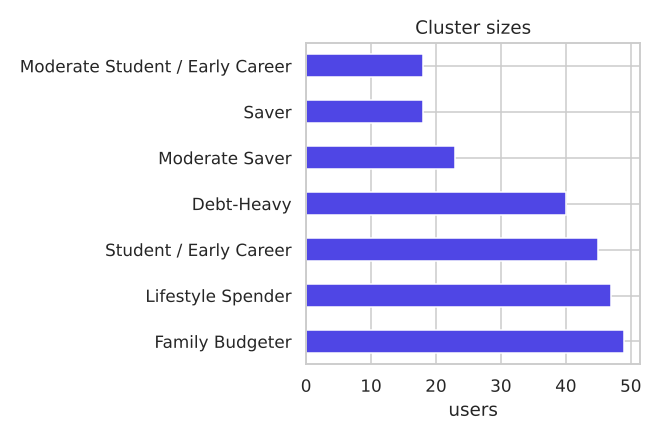 Cluster sizes
Moderate Student / Early Career
Saver
Moderate Saver
Debt-Heavy
Student / Early Career
Lifestyle Spender
Family Budgeter
0 10 20 30 40 50
users